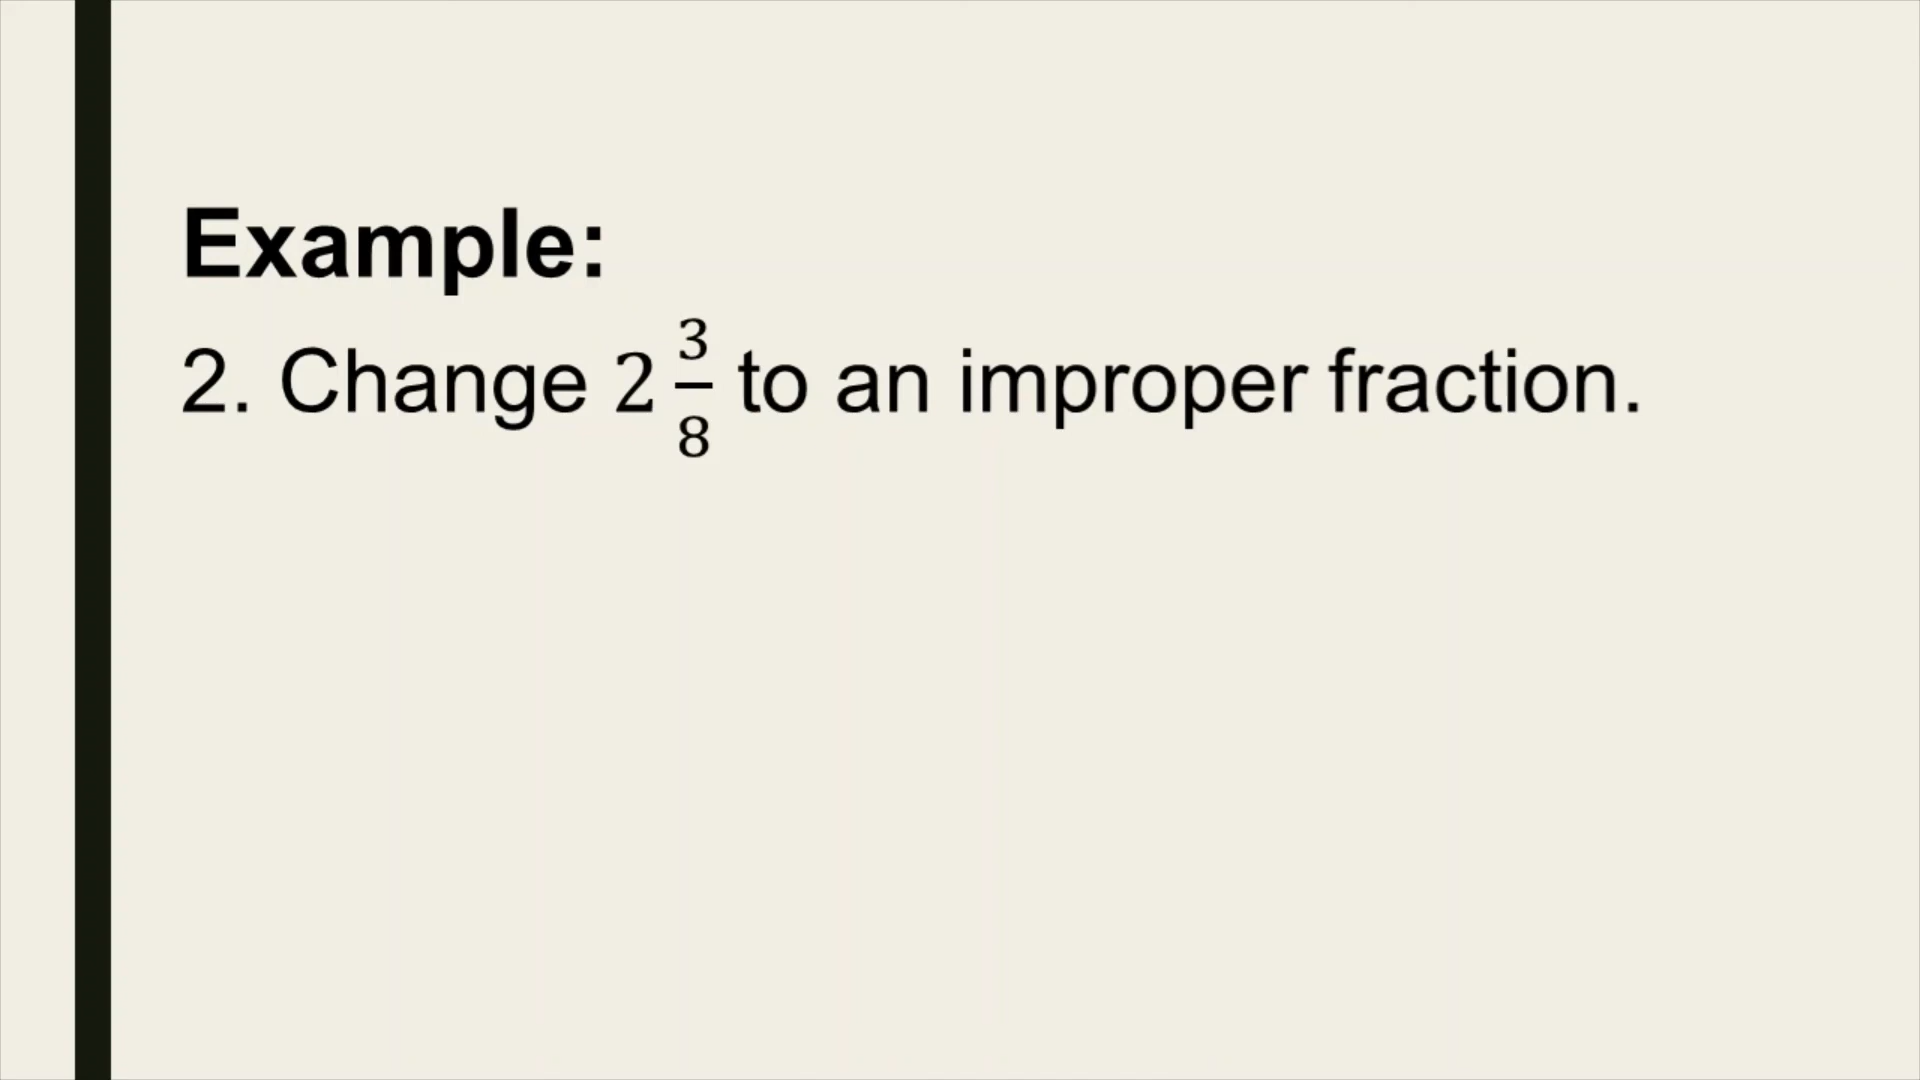 Example:
2. Change 2 3/8 to an improper fraction.